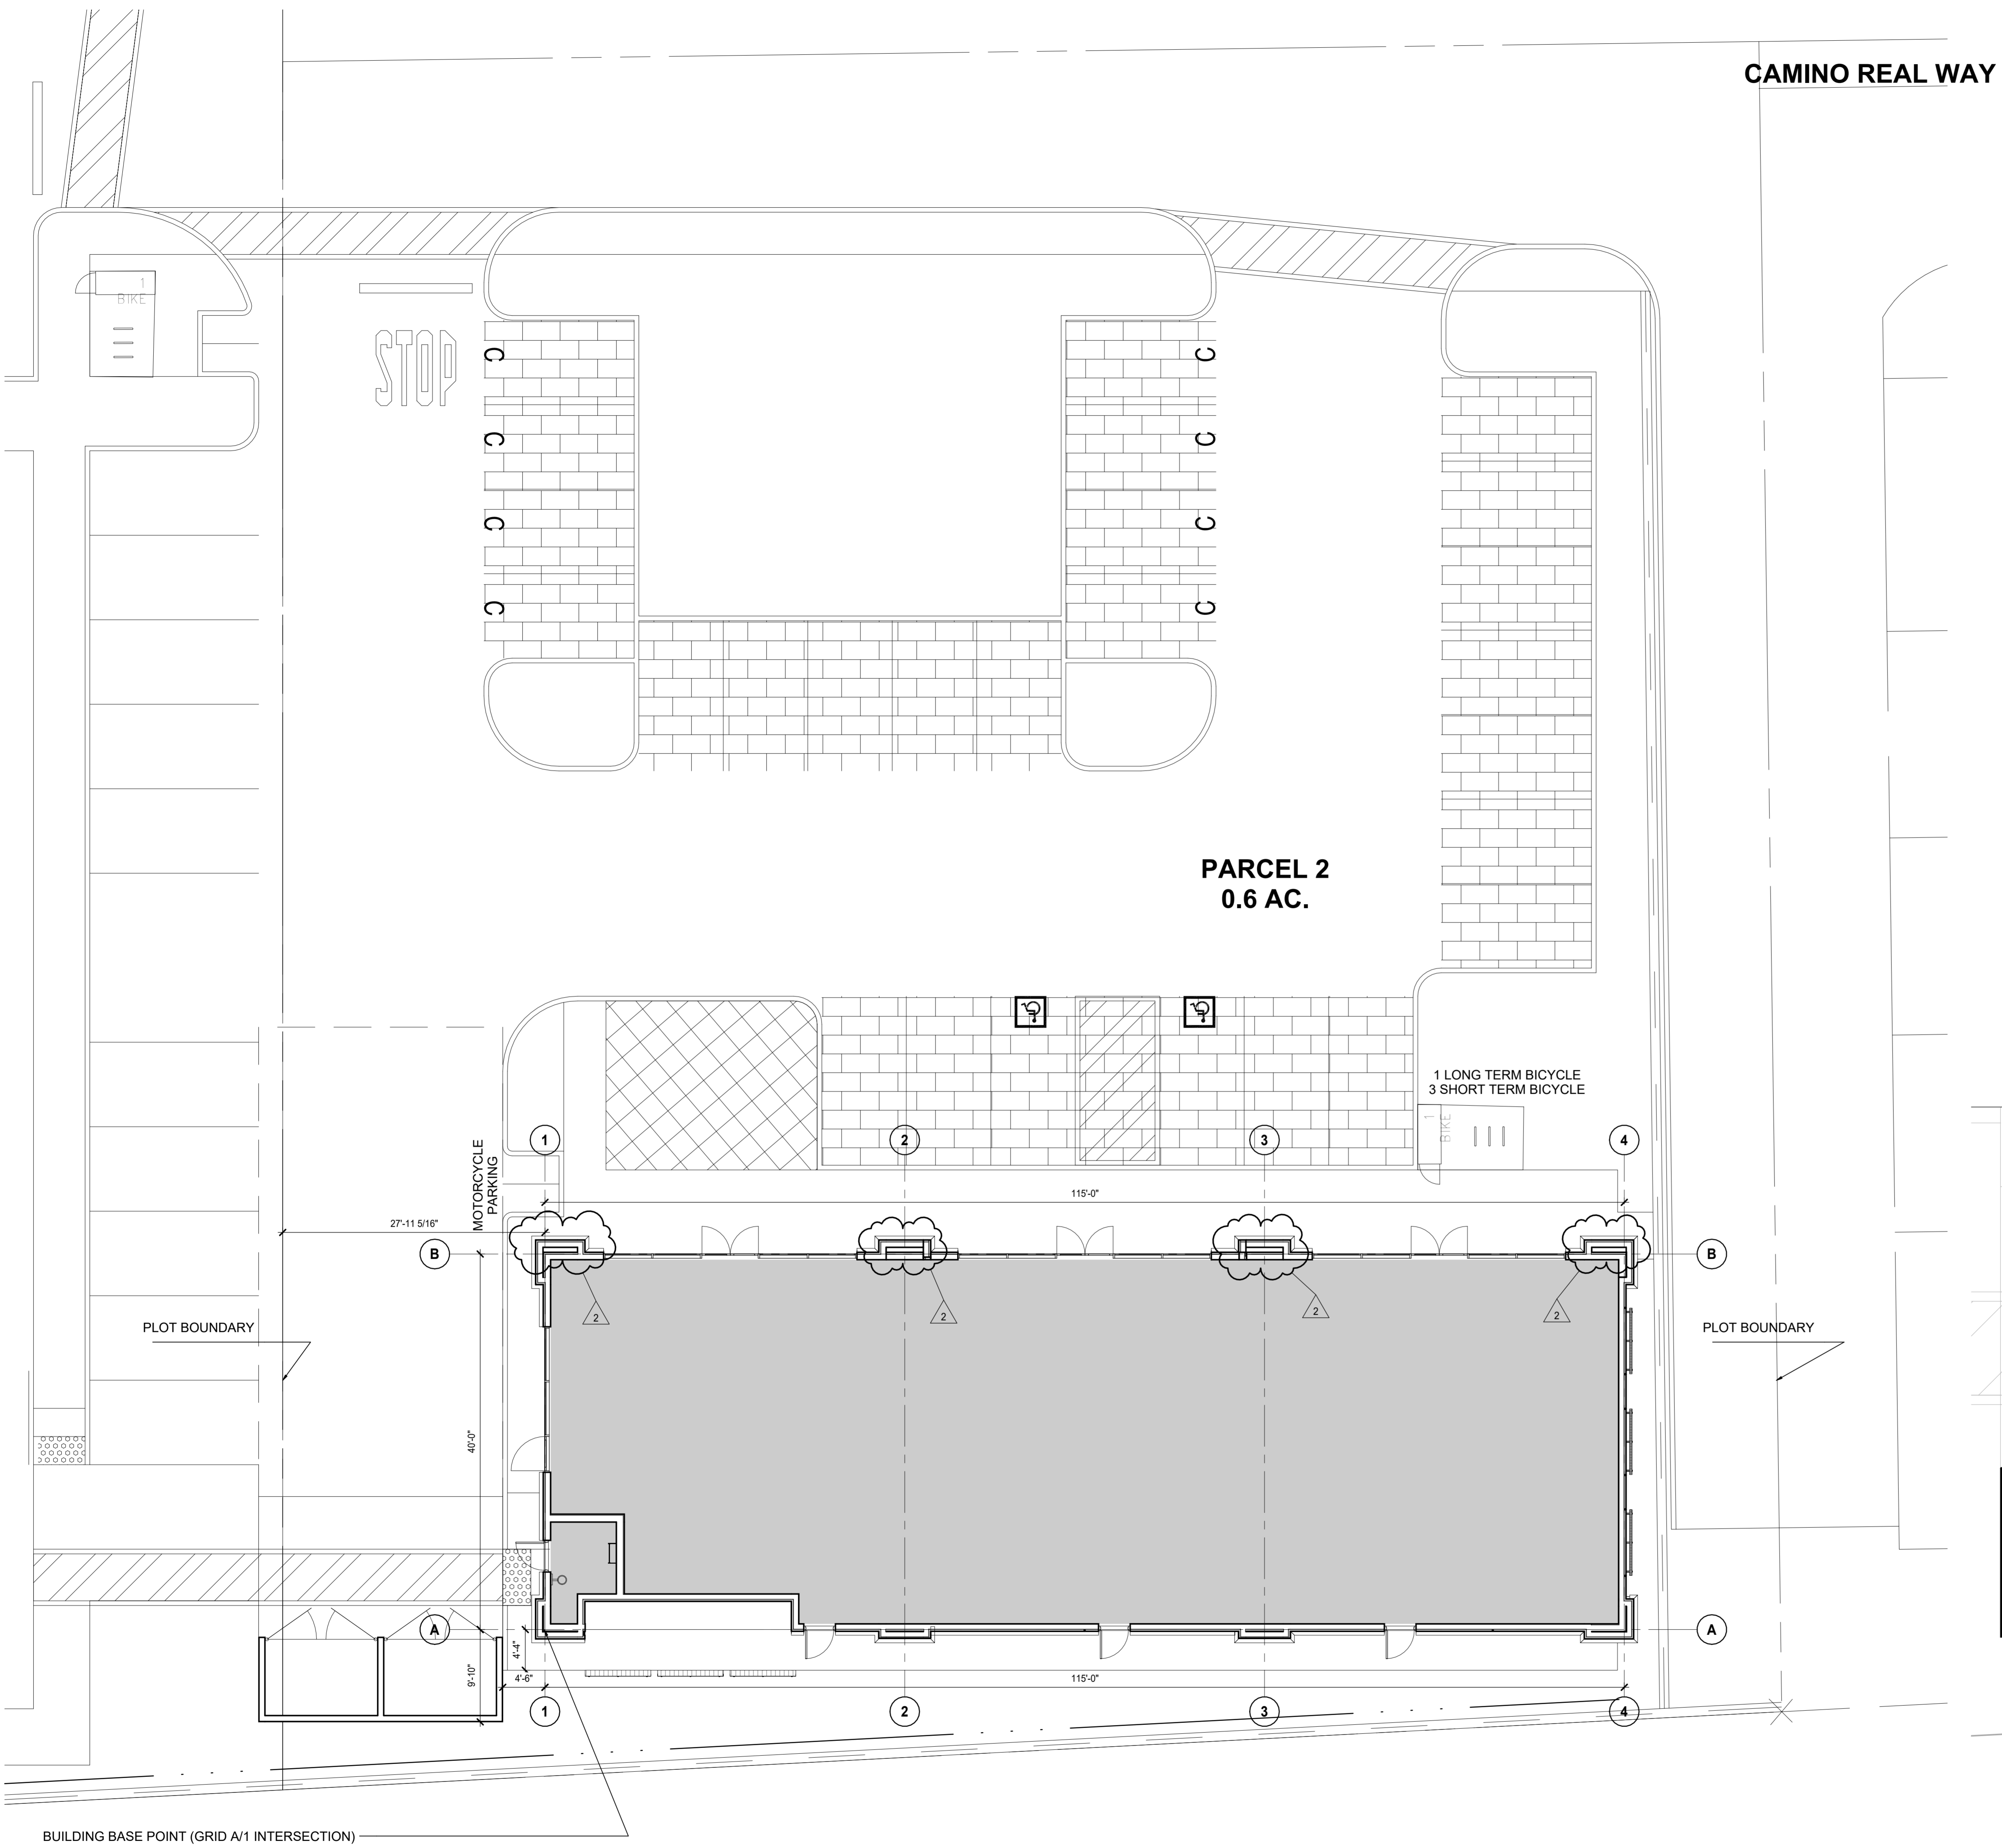 CAMINO REAL WAY
1
BIKE
STOP
C
C
C
C
C
C
C
C
PARCEL 2
0.6 AC.
1 LONG TERM BICYCLE
3 SHORT TERM BICYCLE
1
BIKE
MOTORCYCLE
PARKING
1
2
3
4
115'-0"
27'-11 5/16"
B
B
2
2
2
2
PLOT BOUNDARY
PLOT BOUNDARY
40'-0"
A
A
4'-4"
9'-10"
4'-6"
115'-0"
1
2
3
4
BUILDING BASE POINT (GRID A/1 INTERSECTION)